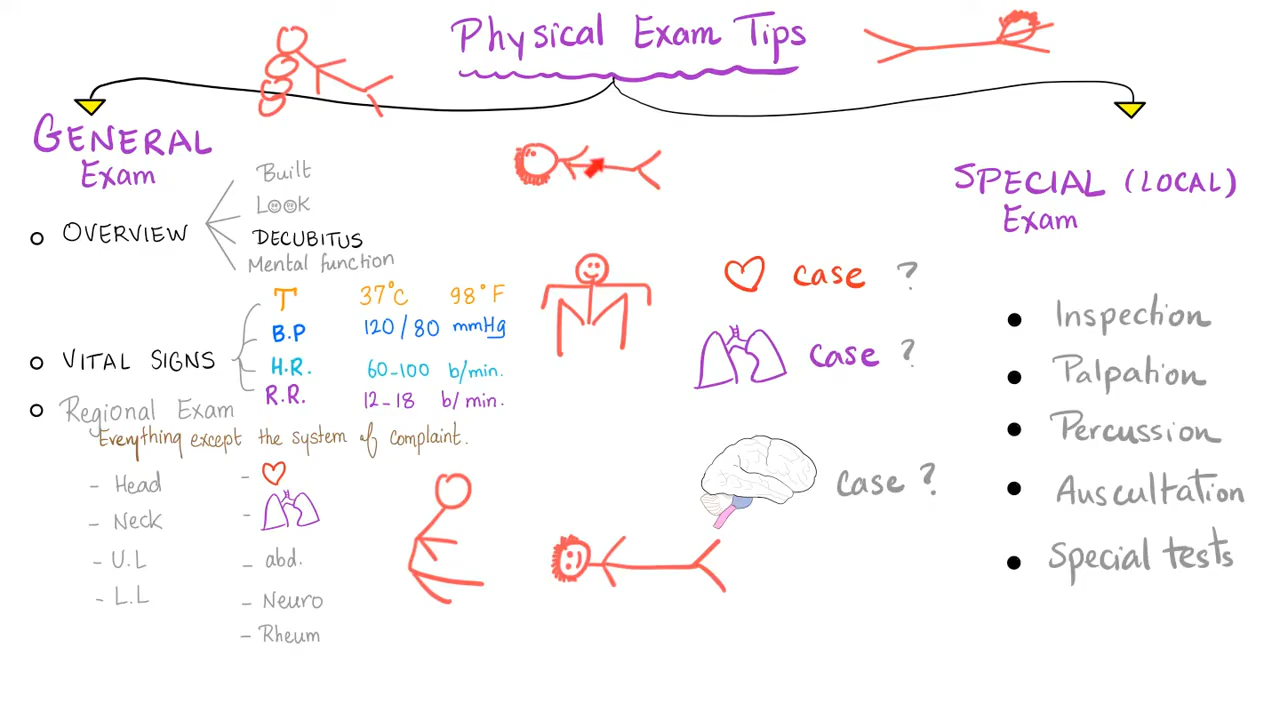 Physical Exam Tips
GENERAL
Exam
OVERVIEW
Built
Look
DECUBITUS
Mental function
VITAL SIGNS
T 37°C 98°F
B.P 120/80 mmHg
H.R. 60-100 b/min.
R.R. 12-18 b/min.
Regional Exam
Everything except the system of complaint.
- Head
- Neck
- U.L
- L.L
-
-
- abd.
- Neuro
- Rheum
case ?
case ?
case ?
SPECIAL (LOCAL)
Exam
Inspection
Palpation
Percussion
Auscultation
Special tests